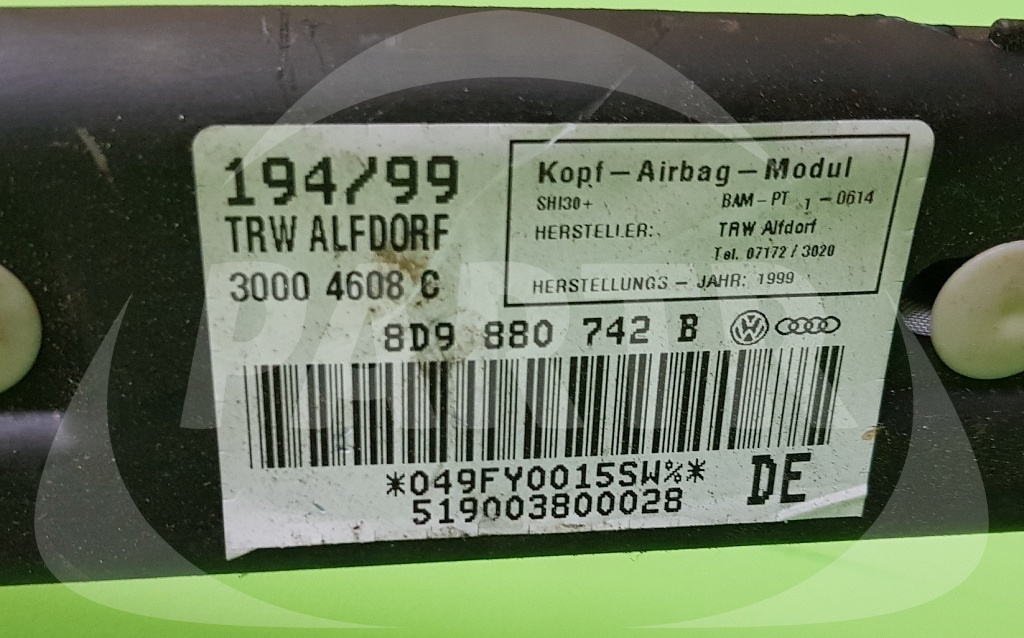 194/99
TRW ALFDORF
3000 4608 C
Kopf-Airbag-Modul
SHI30+ BAM-PT 1-0614
HERSTELLER: TRW Alfdorf
Tel. 07172/3020
HERSTELLUNGS - JAHR: 1999
8D9 880 742 B
*049FY0015SW%*
519003800028
DE
PARTX